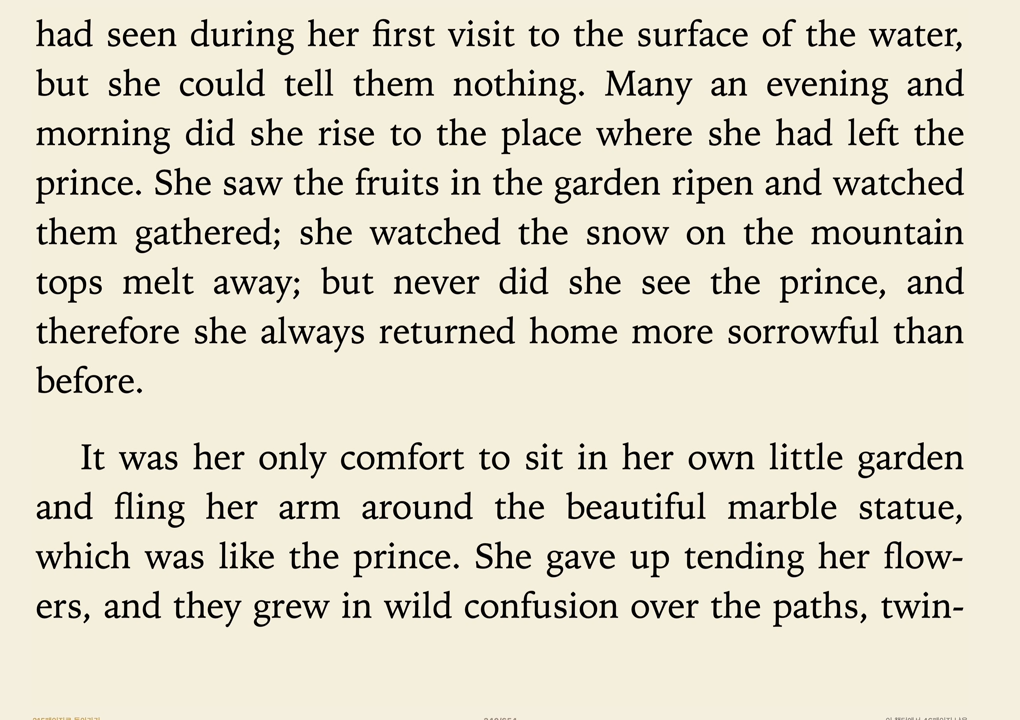 had seen during her first visit to the surface of the water,
but she could tell them nothing. Many an evening and
morning did she rise to the place where she had left the
prince. She saw the fruits in the garden ripen and watched
them gathered; she watched the snow on the mountain
tops melt away; but never did she see the prince, and
therefore she always returned home more sorrowful than
before.
It was her only comfort to sit in her own little garden
and fling her arm around the beautiful marble statue,
which was like the prince. She gave up tending her flow-
ers, and they grew in wild confusion over the paths, twin-